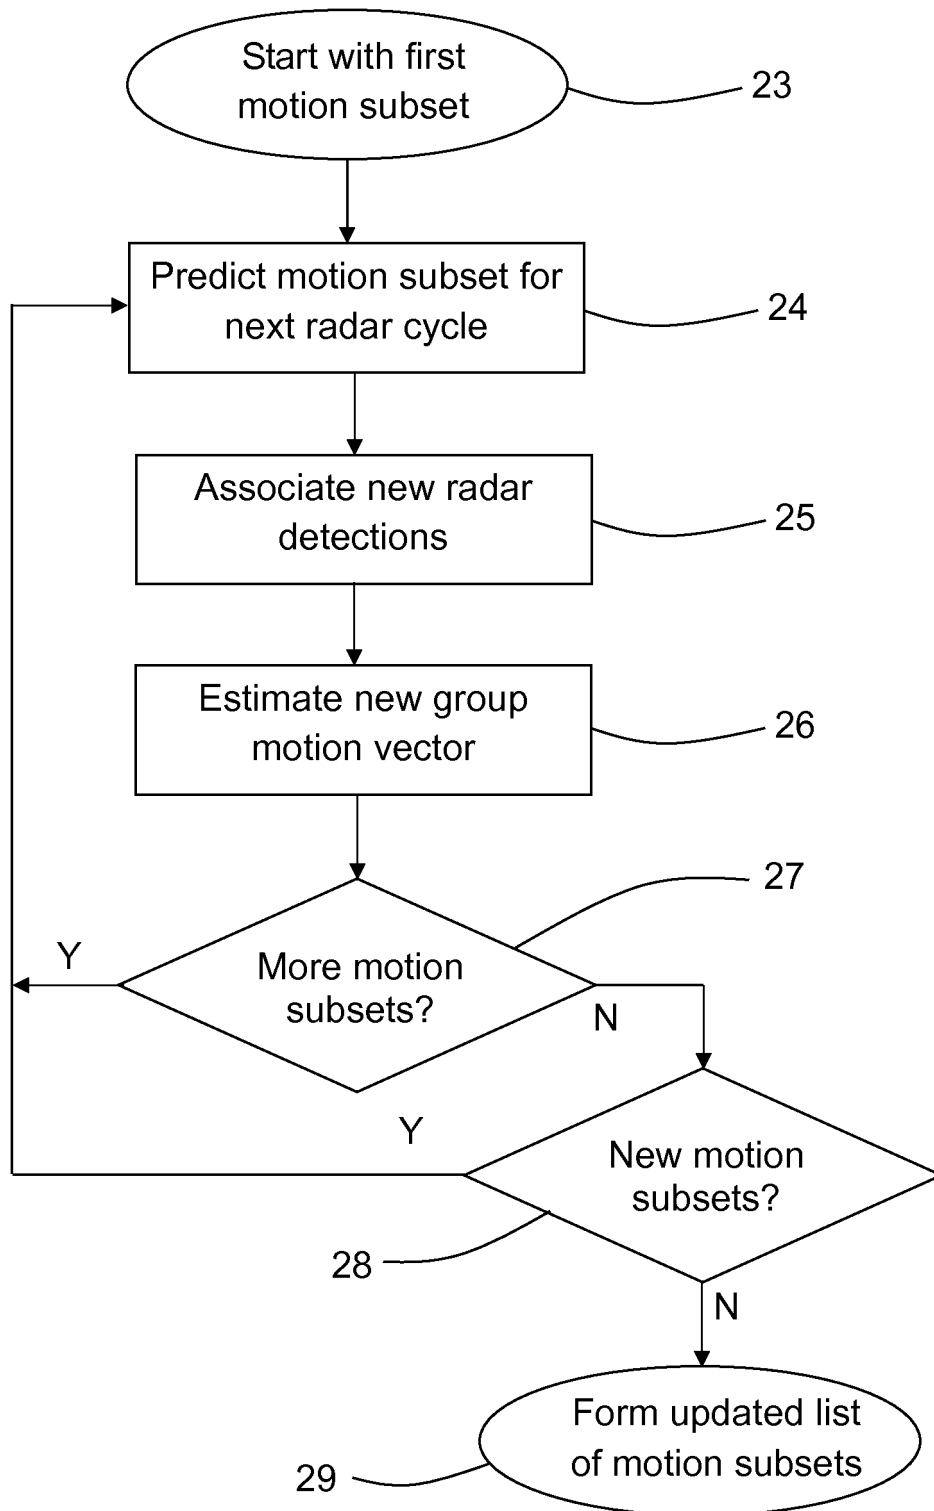 Start with first
motion subset
23
Predict motion subset for
next radar cycle
24
Associate new radar
detections
25
Estimate new group
motion vector
26
27
More motion
subsets?
Y
N
Y
New motion
subsets?
28
N
Form updated list
of motion subsets
29